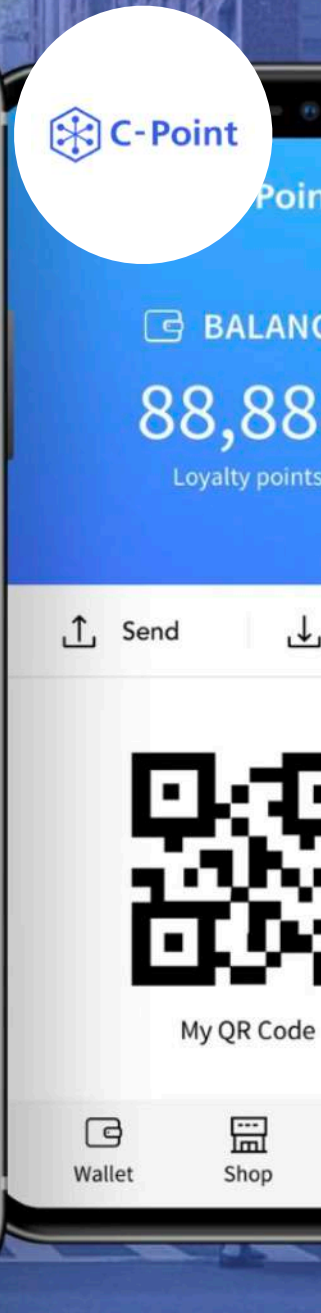 C-Point
Poin
BALANC
88,88
Loyalty points
Send
My QR Code
Wallet
Shop